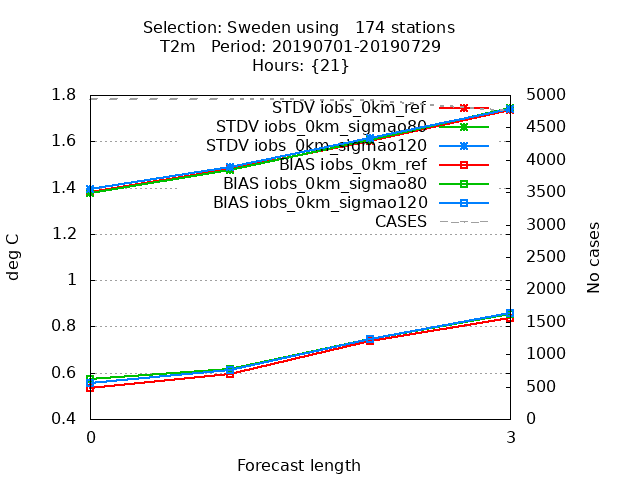 Selection: Sweden using 174 stations
T2m Period: 20190701-20190729
Hours: {21}
1.8
1.6
1.4
1.2
1
0.8
0.6
0.4
deg C
STDV iobs_0km_ref
STDV iobs_0km_sigmao80
STDV iobs_0km_sigmao120
BIAS iobs_0km_ref
BIAS iobs_0km_sigmao80
BIAS iobs_0km_sigmao120
CASES
5000
4500
4000
3500
3000
2500
2000
1500
1000
500
0
No cases
0 3
Forecast length